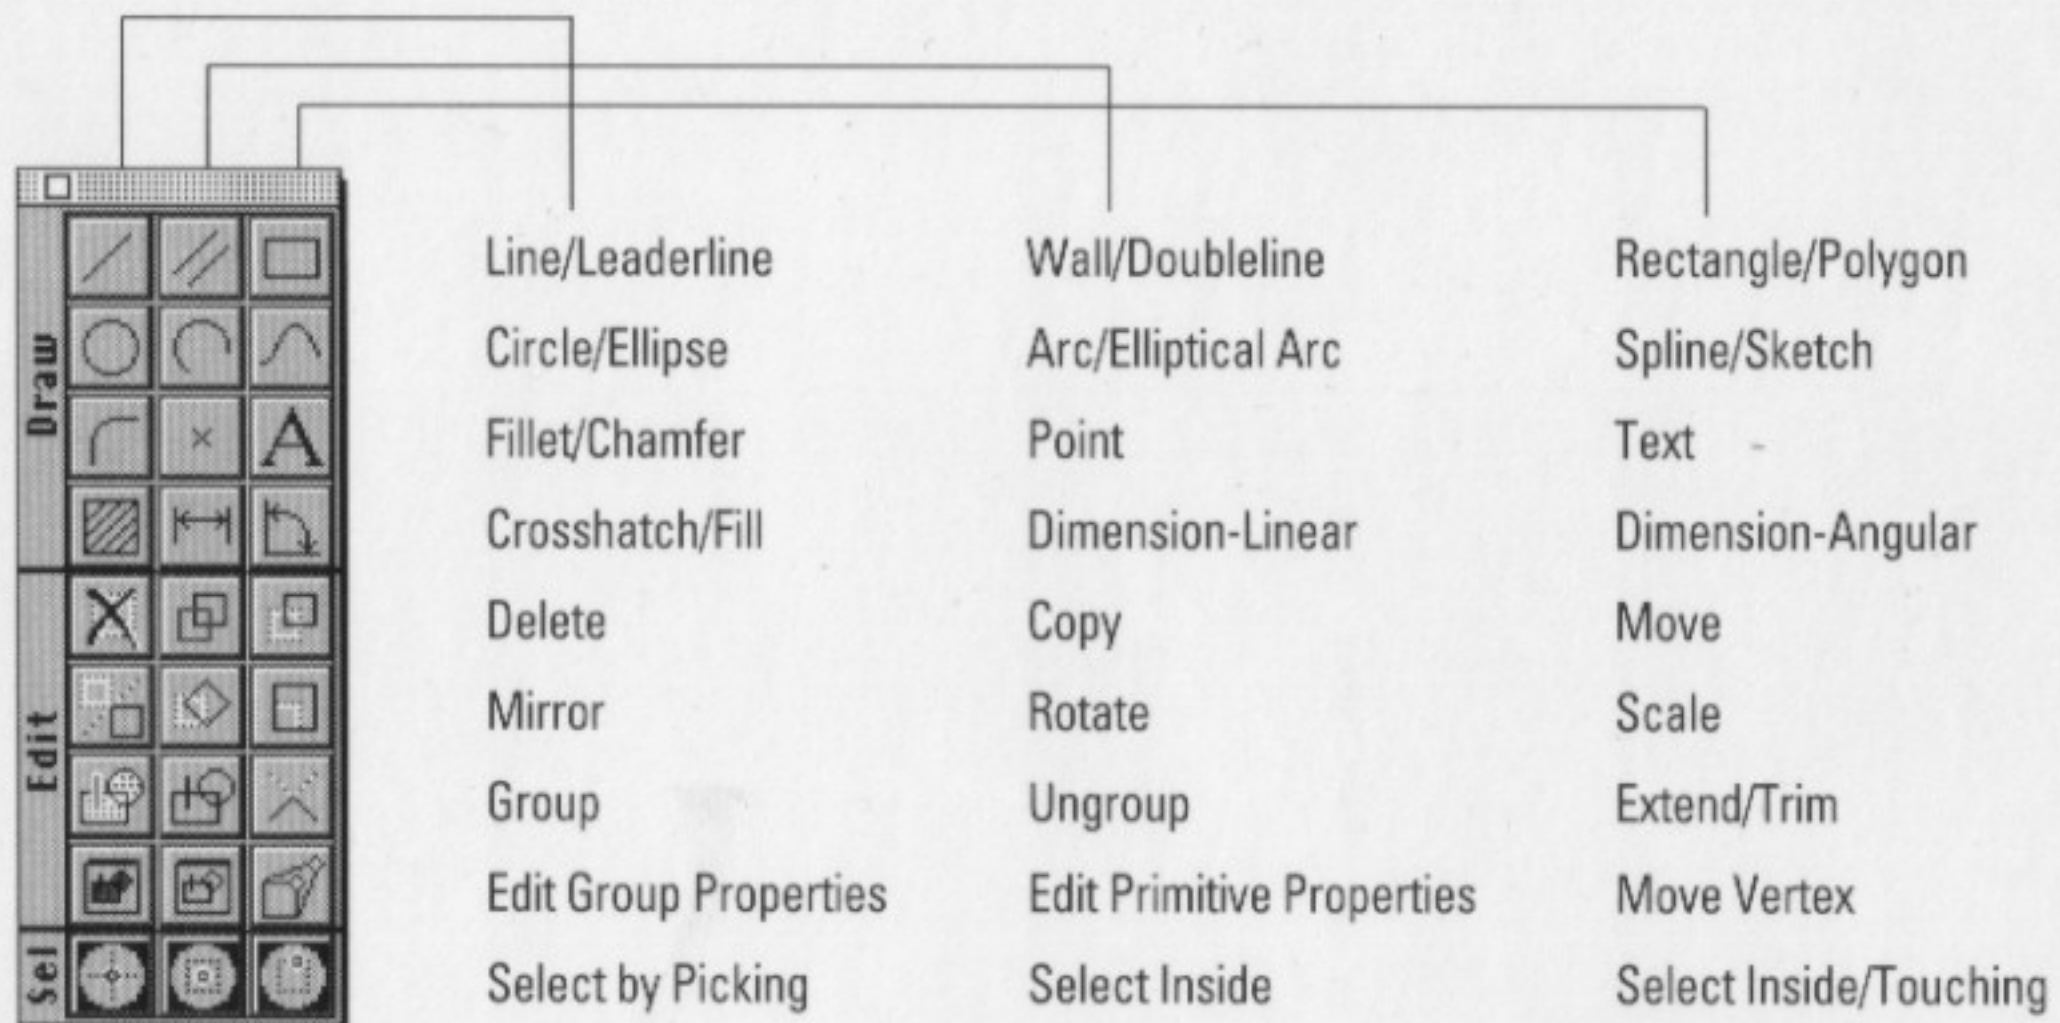 Draw
Edit
Sel
Line/Leaderline Wall/Doubleline Rectangle/Polygon
Circle/Ellipse Arc/Elliptical Arc Spline/Sketch
A
Fillet/Chamfer Point Text
Crosshatch/Fill Dimension-Linear Dimension-Angular
Delete Copy Move
Mirror Rotate Scale
Group Ungroup Extend/Trim
Edit Group Properties Edit Primitive Properties Move Vertex
Select by Picking Select Inside Select Inside/Touching